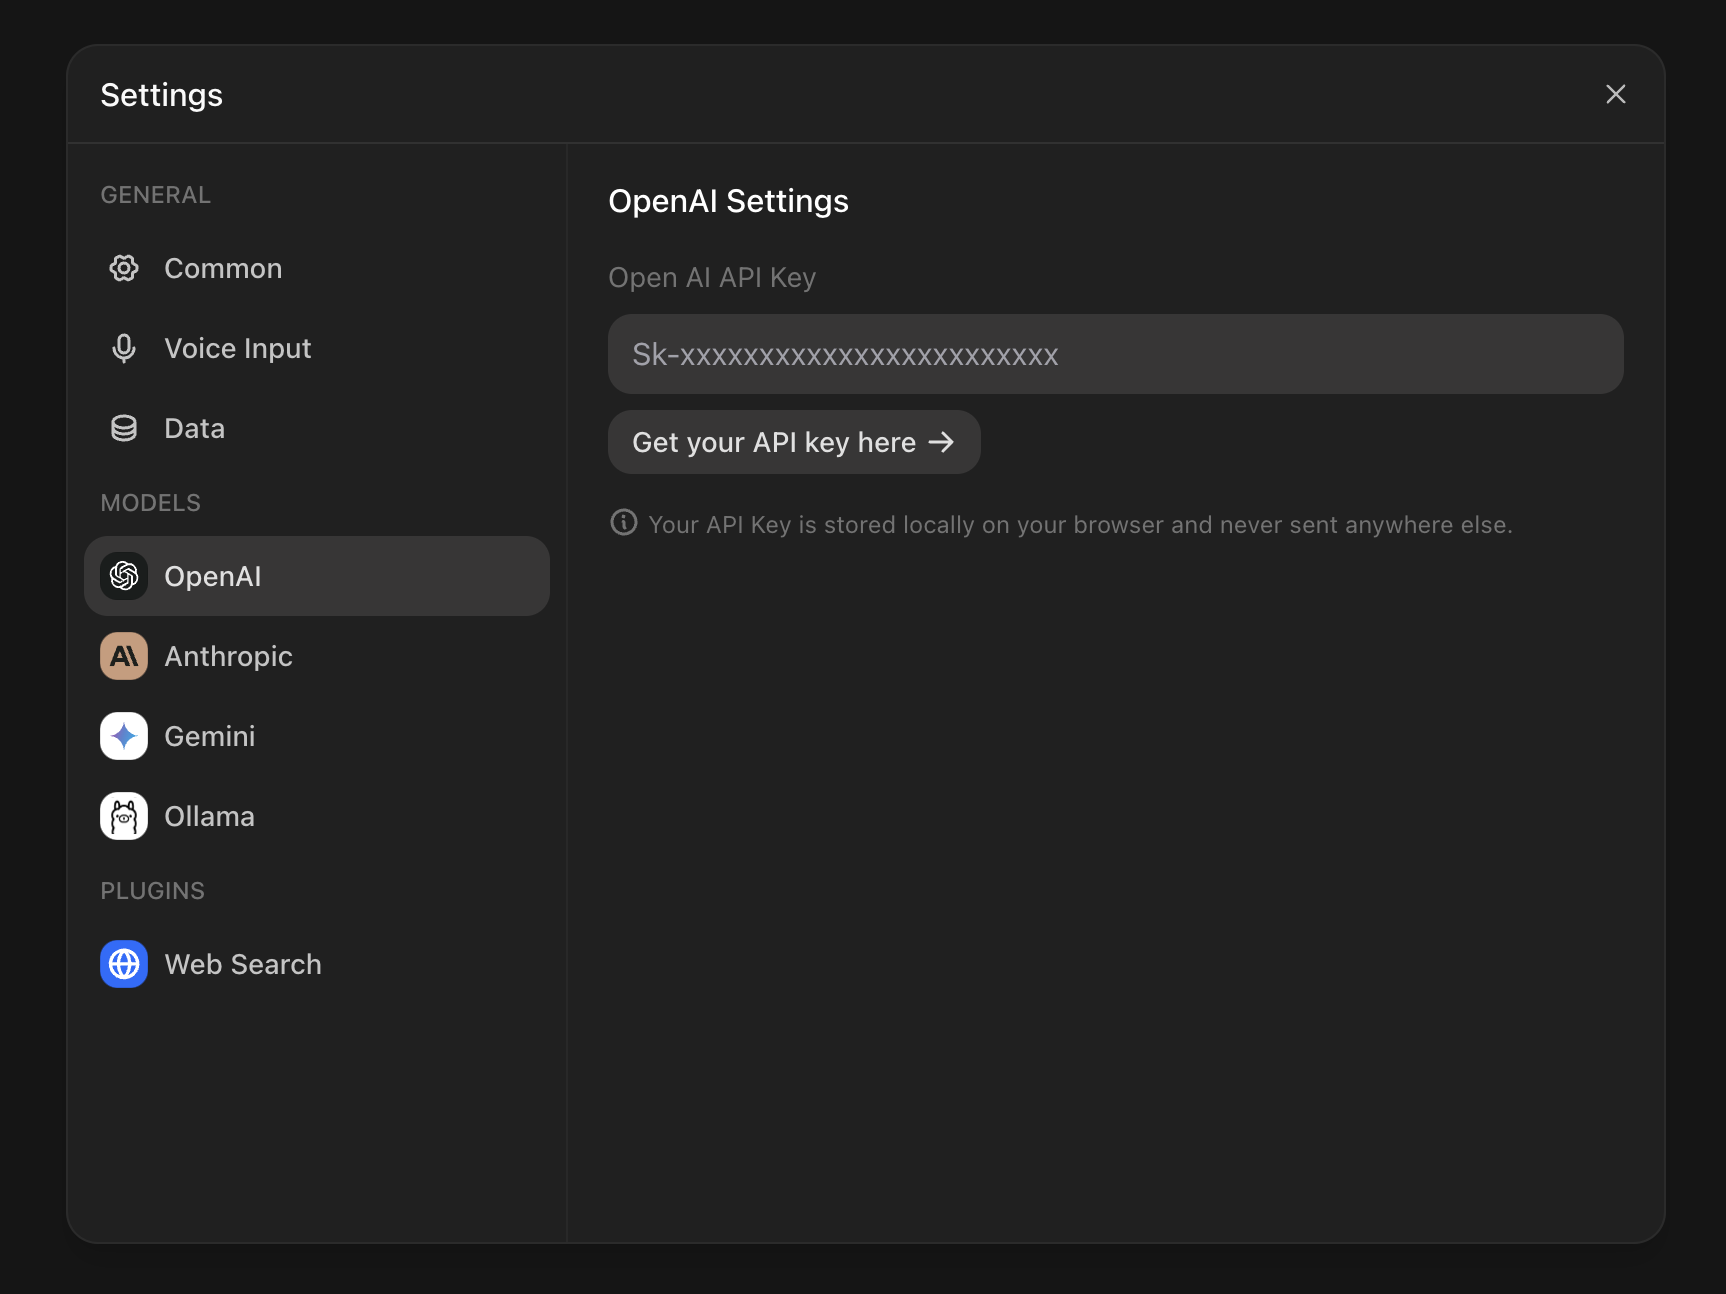 Settings
GENERAL
Common
Voice Input
Data
MODELS
OpenAI
Anthropic
Gemini
Ollama
PLUGINS
Web Search
OpenAI Settings
Open AI API Key
Sk-xxxxxxxxxxxxxxxxxxxxxxxx
Get your API key here →
Your API Key is stored locally on your browser and never sent anywhere else.